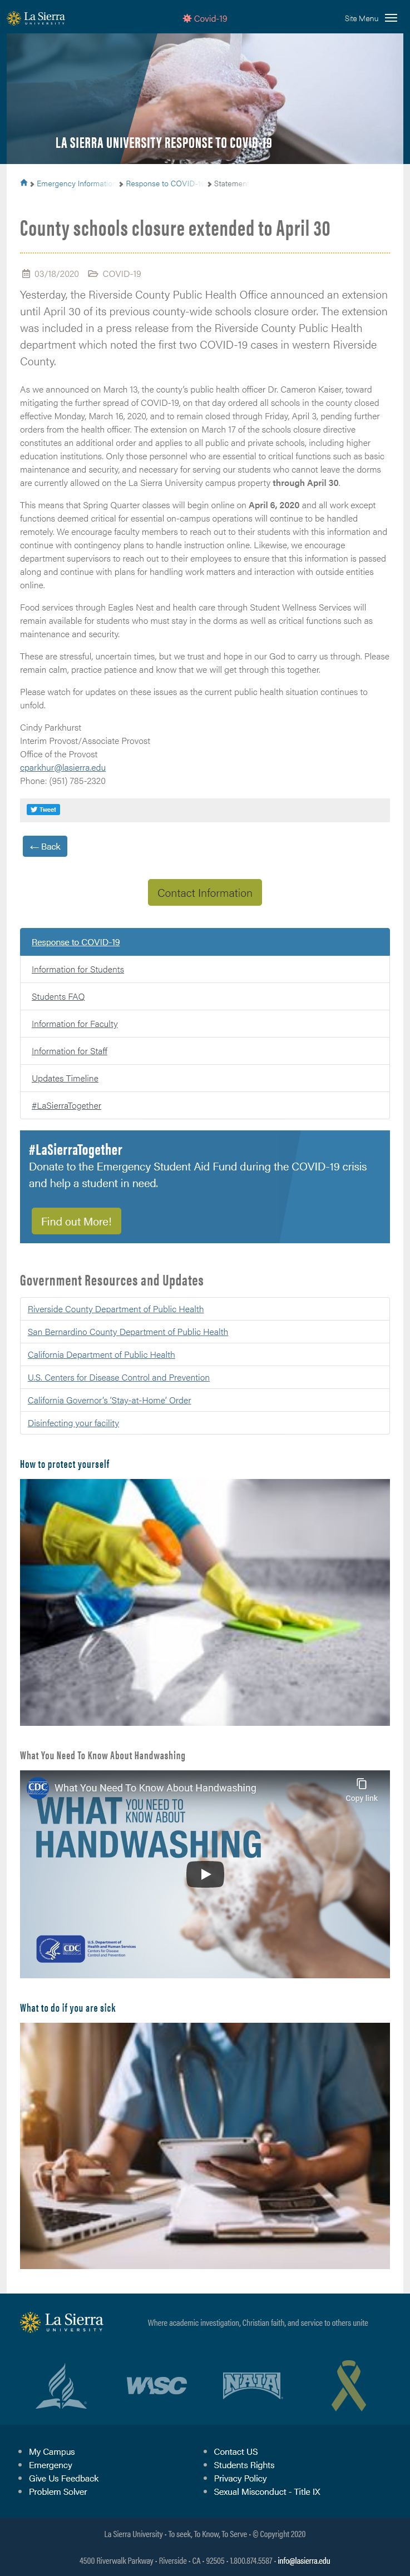 La Sierra
UNIVERSITY
Covid-19
Site Menu
LA SIERRA UNIVERSITY RESPONSE TO COVID-19
Emergency Information
Response to COVID-19
Statement
County schools closure extended to April 30
03/18/2020 COVID-19
Yesterday, the Riverside County Public Health Office announced an extension
until April 30 of its previous county-wide schools closure order. The extension
was included in a press release from the Riverside County Public Health
department which noted the first two COVID-19 cases in western Riverside
County.
As we announced on March 13, the county's public health officer Dr. Cameron Kaiser, toward
mitigating the further spread of COVID-19, on that day ordered all schools in the county closed
effective Monday, March 16, 2020, and to remain closed through Friday, April 3, pending further
orders from the health officer. The extension on March 17 of the schools closure directive
constitutes an additional order and applies to all public and private schools, including higher
education institutions. Only those personnel who are essential to critical functions such as basic
maintenance and security, and necessary for serving our students who cannot leave the dorms
are currently allowed on the La Sierra University campus property through April 30.
This means that Spring Quarter classes will begin online on April 6, 2020 and all work except
functions deemed critical for essential on-campus operations will continue to be handled
remotely. We encourage faculty members to reach out to their students with this information and
continue with contingency plans to handle instruction online. Likewise, we encourage
department supervisors to reach out to their employees to ensure that this information is passed
along and continue with plans for handling work matters and interaction with outside entities
online.
Food services through Eagles Nest and health care through Student Wellness Services will
remain available for students who must stay in the dorms as well as critical functions such as
maintenance and security.
These are stressful, uncertain times, but we trust and hope in our God to carry us through. Please
remain calm, practice patience and know that we will get through this together.
Please watch for updates on these issues as the current public health situation continues to
unfold.
Cindy Parkhurst
Interim Provost/Associate Provost
Office of the Provost
cparkhur@lasierra.edu
Phone: (951) 785-2320
Tweet
← Back
Contact Information
Response to COVID-19
Information for Students
Students FAQ
Information for Faculty
Information for Staff
Updates Timeline
#LaSierraTogether
#LaSierraTogether
Donate to the Emergency Student Aid Fund during the COVID-19 crisis
and help a student in need.
Find out More!
Government Resources and Updates
Riverside County Department of Public Health
San Bernardino County Department of Public Health
California Department of Public Health
U.S. Centers for Disease Control and Prevention
California Governor's 'Stay-at-Home' Order
Disinfecting your facility
How to protect yourself
What You Need To Know About Handwashing
CDC
What You Need To Know About Handwashing
Copy link
WHAT YOU NEED
TO KNOW
ABOUT
HANDWASHING
CDC
U.S. Department of
Health and Human Services
Centers for Disease
Control and Prevention
What to do if you are sick
La Sierra
UNIVERSITY
Where academic investigation, Christian faith, and service to others unite
WASC
NAIA
My Campus
Emergency
Give Us Feedback
Problem Solver
Contact US
Students Rights
Privacy Policy
Sexual Misconduct - Title IX
La Sierra University - To seek, To Know, To Serve - © Copyright 2020
4500 Riverwalk Parkway - Riverside - CA - 92505 - 1.800.874.5587 - info@lasierra.edu